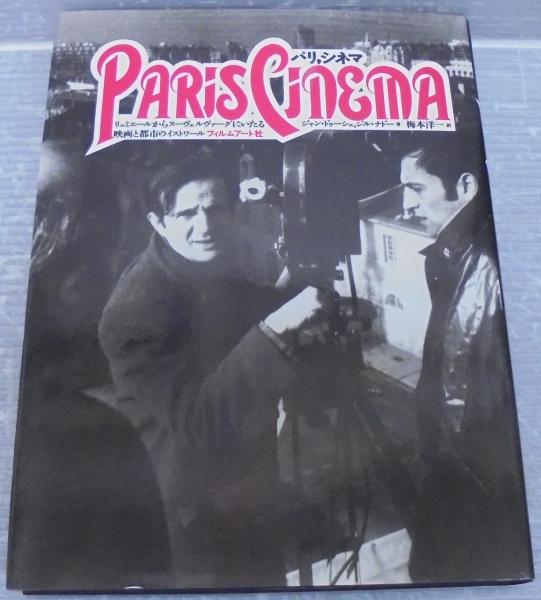 パリ,シネマ
PARIS CINEMA
リュミエールからヌーヴェルヴァーグにいたる
映画と都市のイストワール フィルムアート社
ジャン・ドゥーシェ,ジル・ナドー 著 梅本洋一 訳